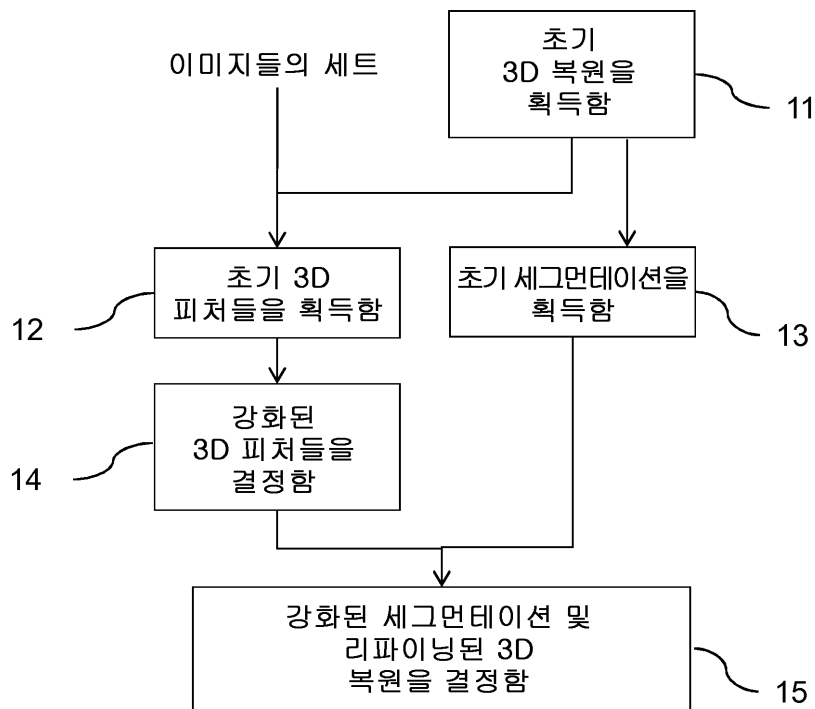 이미지들의 세트
초기
3D 복원을
획득함
11
초기 3D
피처들을 획득함
12
초기 세그먼테이션을
획득함
13
강화된
3D 피처들을
결정함
14
강화된 세그먼테이션 및
리파이닝된 3D
복원을 결정함
15